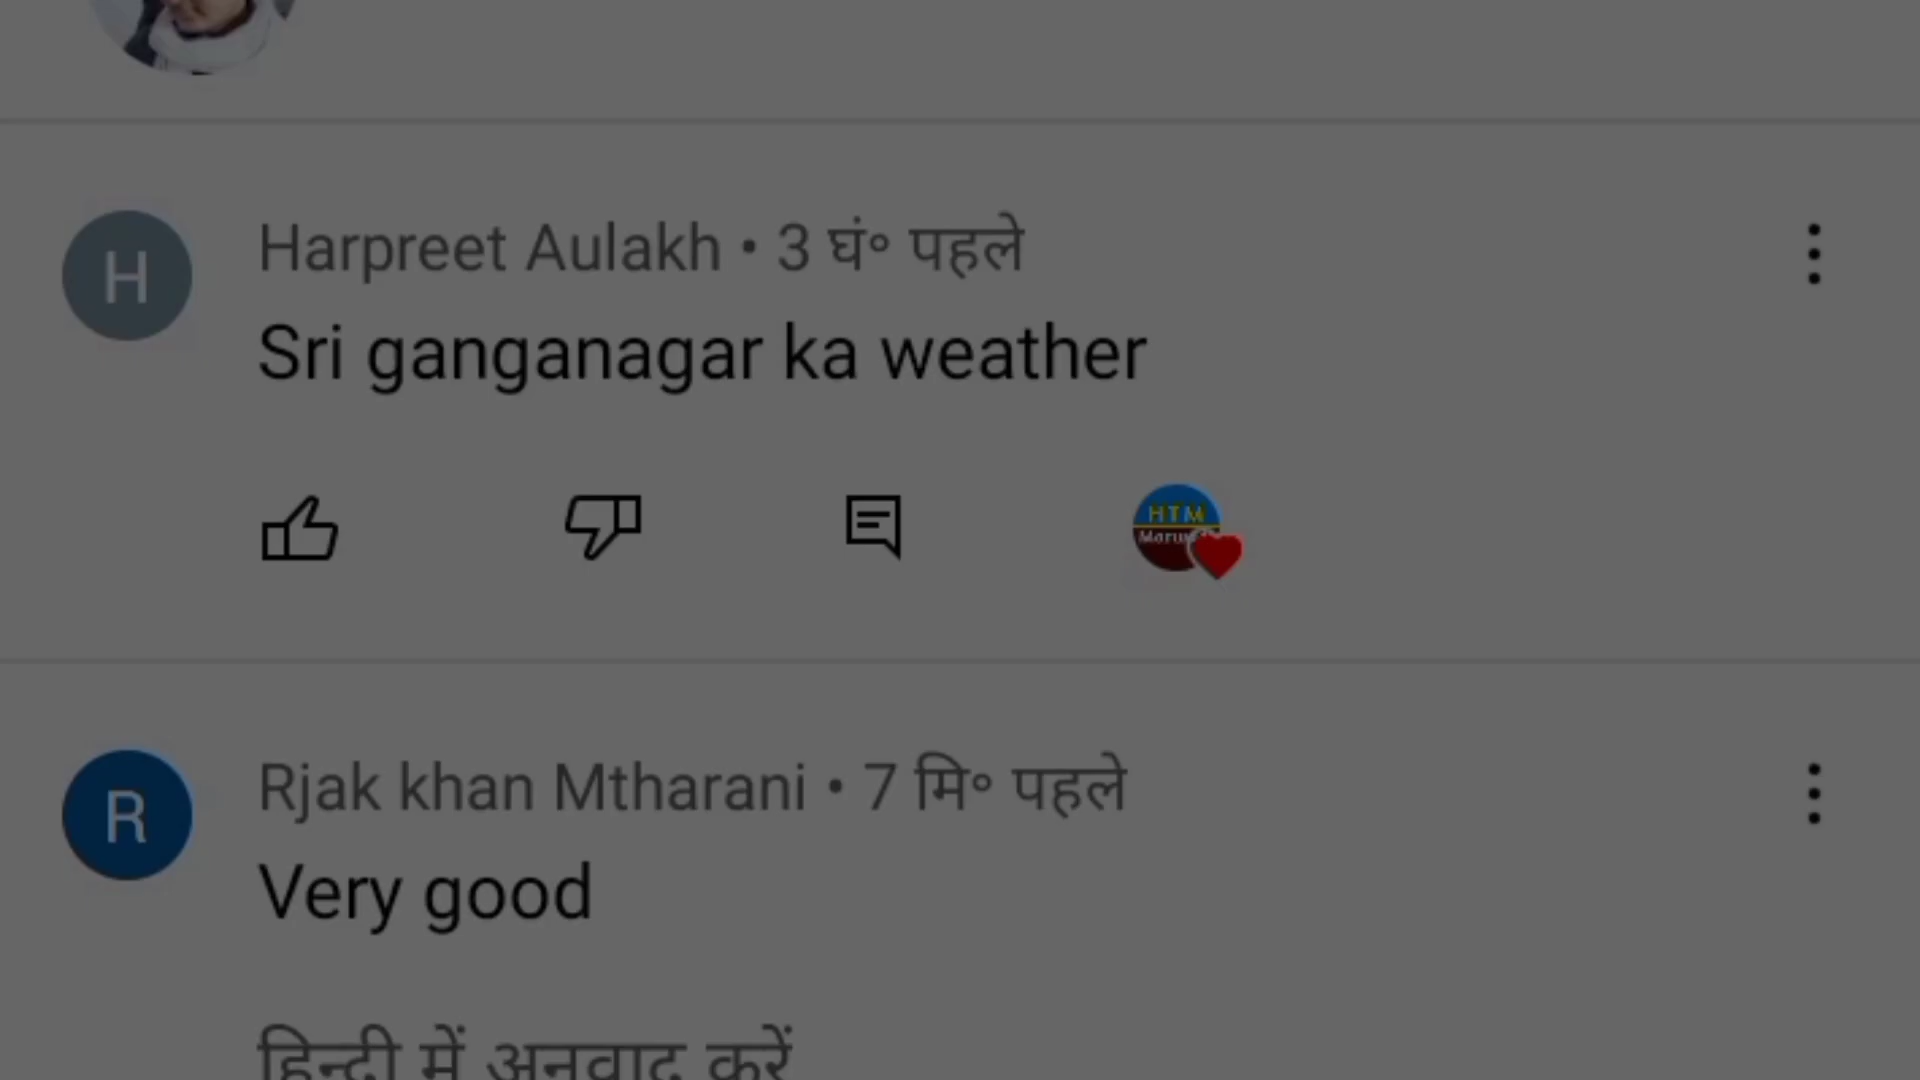 H
Harpreet Aulakh • 3 घं॰ पहले
Sri ganganagar ka weather
HTM
R
Rjak khan Mtharani • 7 मि॰ पहले
Very good
हिन्दी में अनुवाद करें